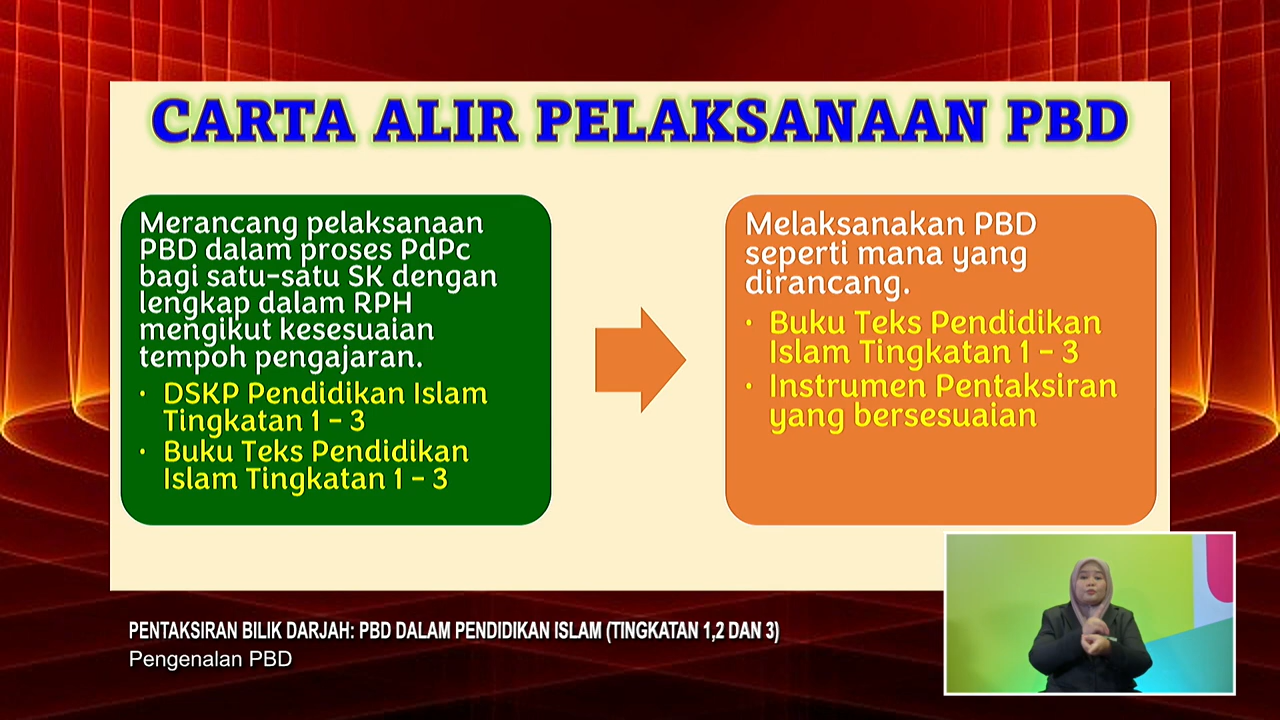 CARTA ALIR PELAKSANAAN PBD
Merancang pelaksanaan
PBD dalam proses PdPc
bagi satu-satu SK dengan
lengkap dalam RPH
mengikut kesesuaian
tempoh pengajaran.
• DSKP Pendidikan Islam
Tingkatan 1 – 3
• Buku Teks Pendidikan
Islam Tingkatan 1 – 3
Melaksanakan PBD
seperti mana yang
dirancang.
• Buku Teks Pendidikan
Islam Tingkatan 1 – 3
• Instrumen Pentaksiran
yang bersesuaian
PENTAKSIRAN BILIK DARJAH: PBD DALAM PENDIDIKAN ISLAM (TINGKATAN 1,2 DAN 3)
Pengenalan PBD